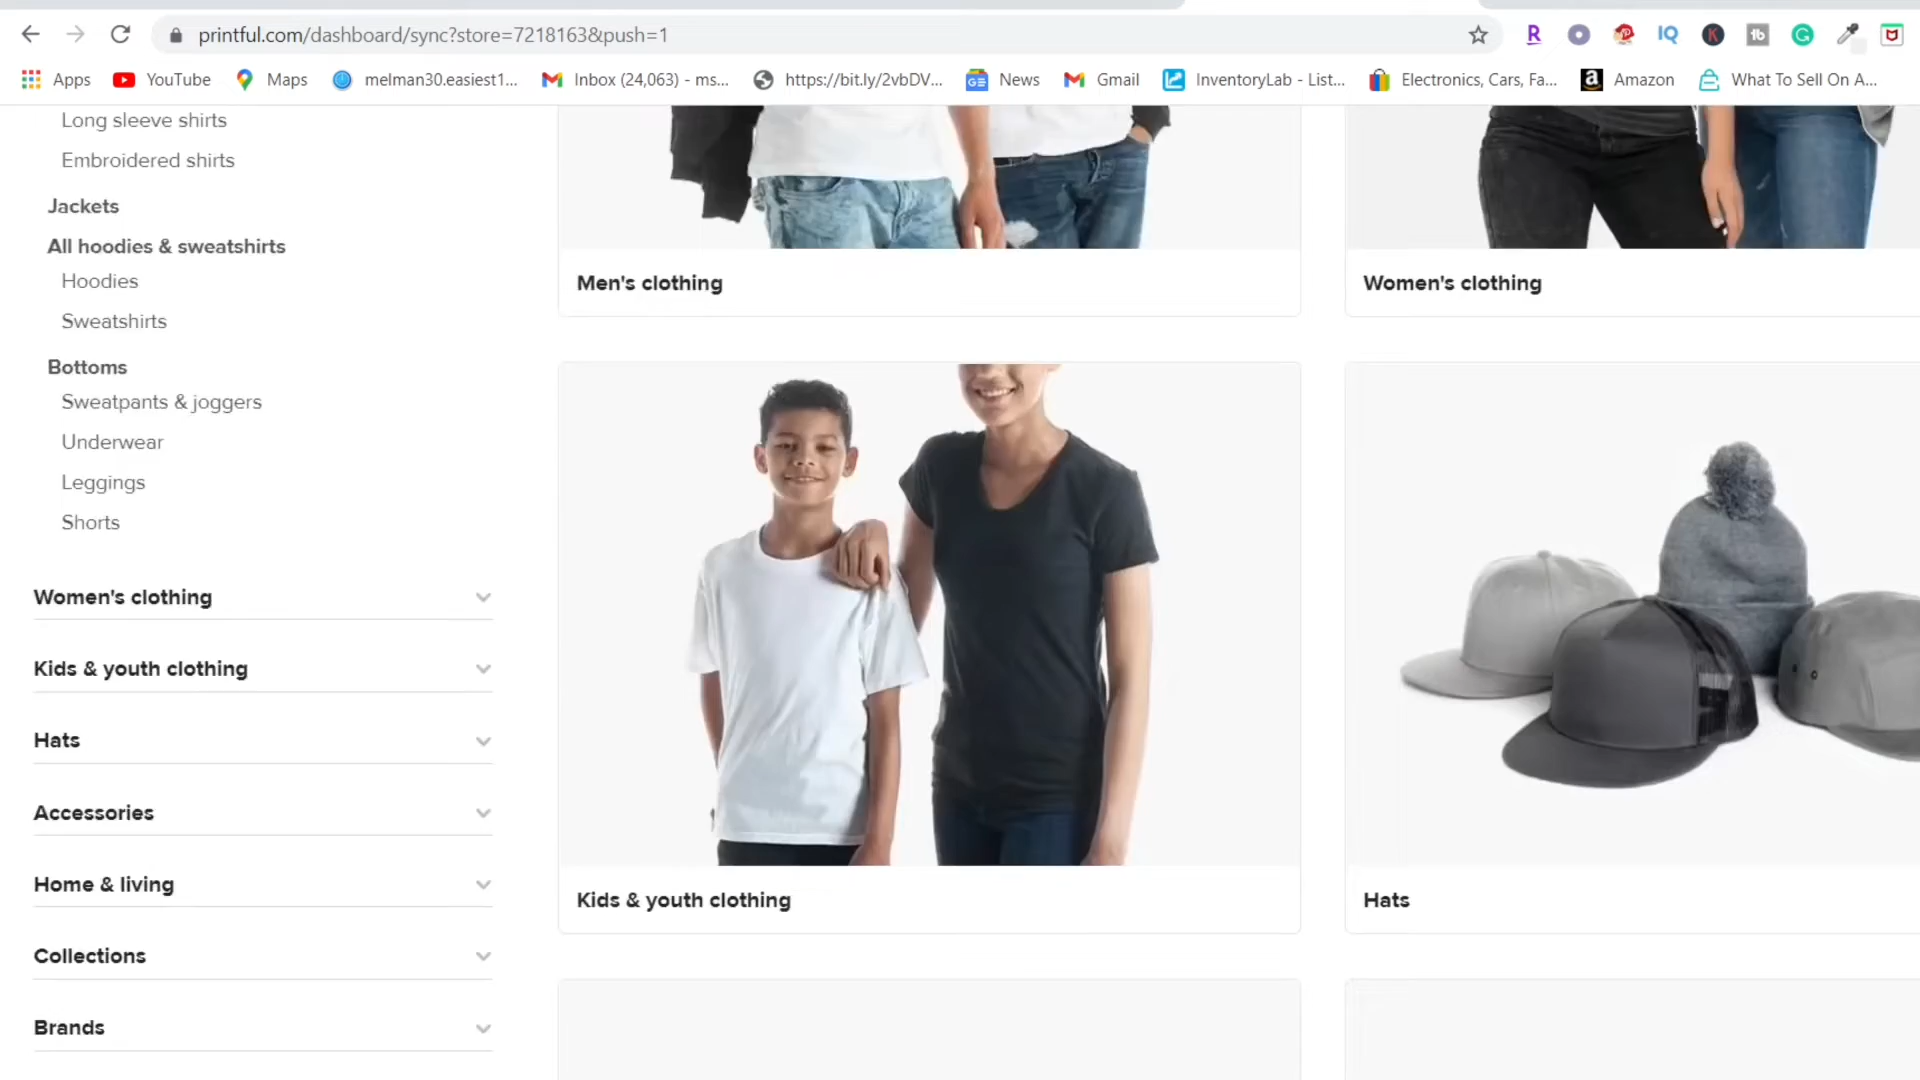 printful.com/dashboard/sync?store=7218163&push=1
R
IQ
K
tb
G
Apps
YouTube
Maps
melman30.easiest1...
Inbox (24,063) - ms...
https://bit.ly/2vbDV...
GE
News
Gmail
InventoryLab - List...
Electronics, Cars, Fa...
a
Amazon
What To Sell On A...
Long sleeve shirts
Embroidered shirts
Jackets
All hoodies & sweatshirts
Hoodies
Sweatshirts
Bottoms
Sweatpants & joggers
Underwear
Leggings
Shorts
Women's clothing
Kids & youth clothing
Hats
Accessories
Home & living
Collections
Brands
Men's clothing
Women's clothing
Kids & youth clothing
Hats